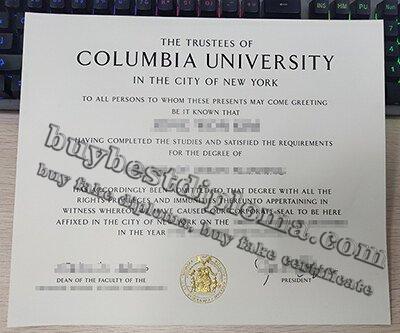 THE TRUSTEES OF
COLUMBIA UNIVERSITY
IN THE CITY OF NEW YORK
TO ALL PERSONS TO WHOM THESE PRESENTS MAY COME GREETING
BE IT KNOWN THAT
HAVING COMPLETED THE STUDIES AND SATISFIED THE REQUIREMENTS
FOR THE DEGREE OF
HAS ACCORDINGLY BEEN ADMITTED TO THAT DEGREE WITH ALL THE
RIGHTS PRIVILEGES AND IMMUNITIES THEREUNTO APPERTAINING IN
WITNESS WHEREOF WE HAVE CAUSED OUR CORPORATE SEAL TO BE HERE
AFFIXED IN THE CITY OF NEW YORK ON THE
IN THE YEAR
DEAN OF THE FACULTY OF THE
PRESIDENT
buybestdiploma.com
buy fake diploma, buy fake certificate